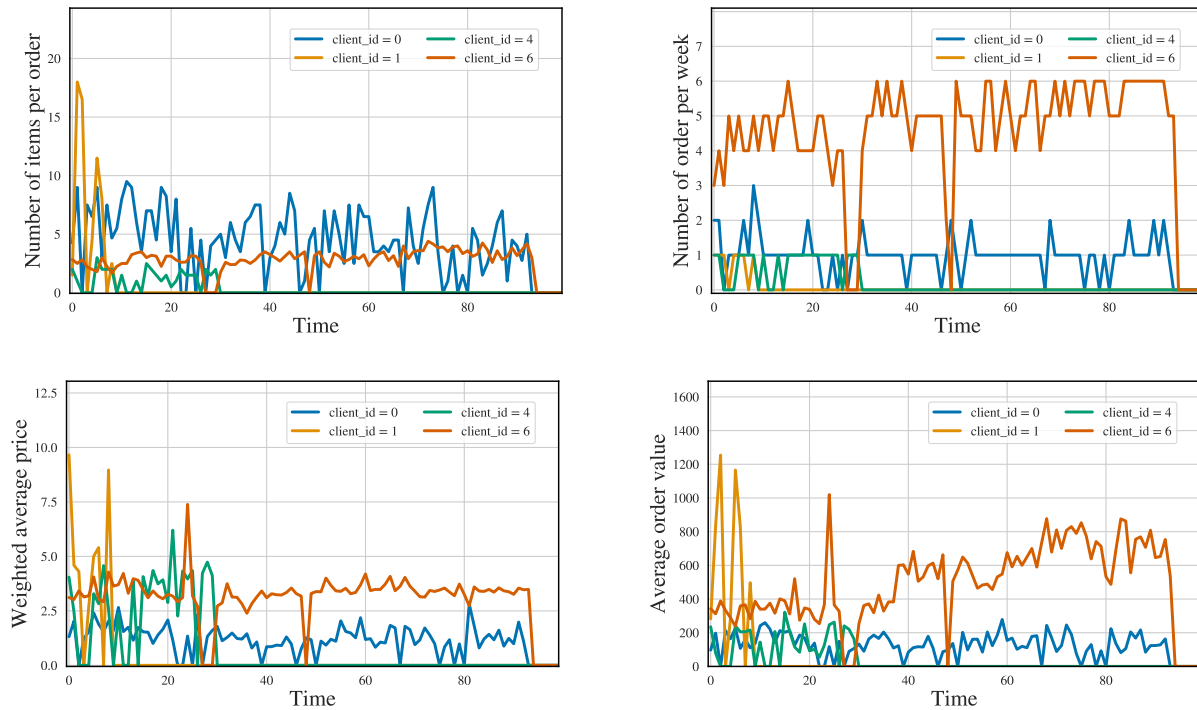 Number of items per order
20
15
10
5
0
client_id = 0
client_id = 4
client_id = 1
client_id = 6
0
20
40
60
80
Time
Number of order per week
7
6
5
4
3
2
1
0
client_id = 0
client_id = 4
client_id = 1
client_id = 6
0
20
40
60
80
Time
Weighted average price
12.5
10.0
7.5
5.0
2.5
0.0
client_id = 0
client_id = 4
client_id = 1
client_id = 6
0
20
40
60
80
Time
Average order value
1600
1400
1200
1000
800
600
400
200
0
client_id = 0
client_id = 4
client_id = 1
client_id = 6
0
20
40
60
80
Time